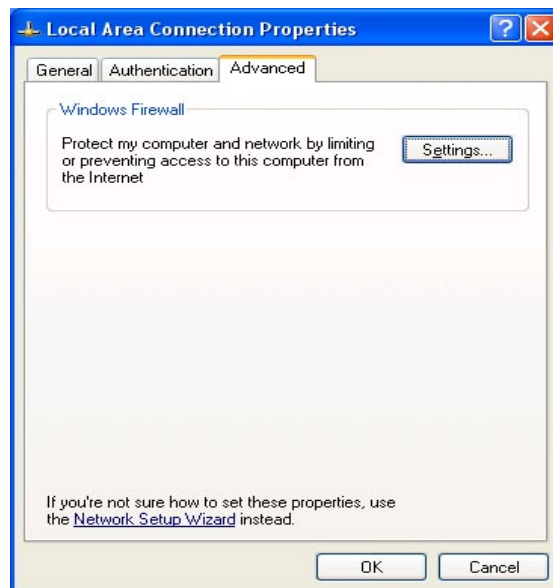 Local Area Connection Properties
General Authentication Advanced
Windows Firewall
Protect my computer and network by limiting
or preventing access to this computer from
the Internet
Settings...
If you're not sure how to set these properties, use
the Network Setup Wizard instead.
OK Cancel